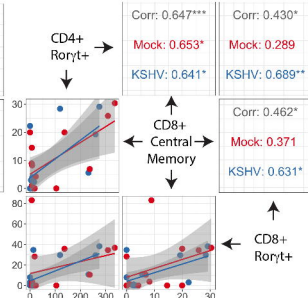 CD4+
Rorγt+
Corr: 0.647***
Mock: 0.653*
KSHV: 0.641*
Corr: 0.430*
Mock: 0.289
KSHV: 0.689**
CD8+
Central
Memory
Corr: 0.462*
Mock: 0.371
KSHV: 0.631*
CD8+
Rorγt+
30
20
10
0
80
60
40
20
0
0 100 200 300
0 10 20 30